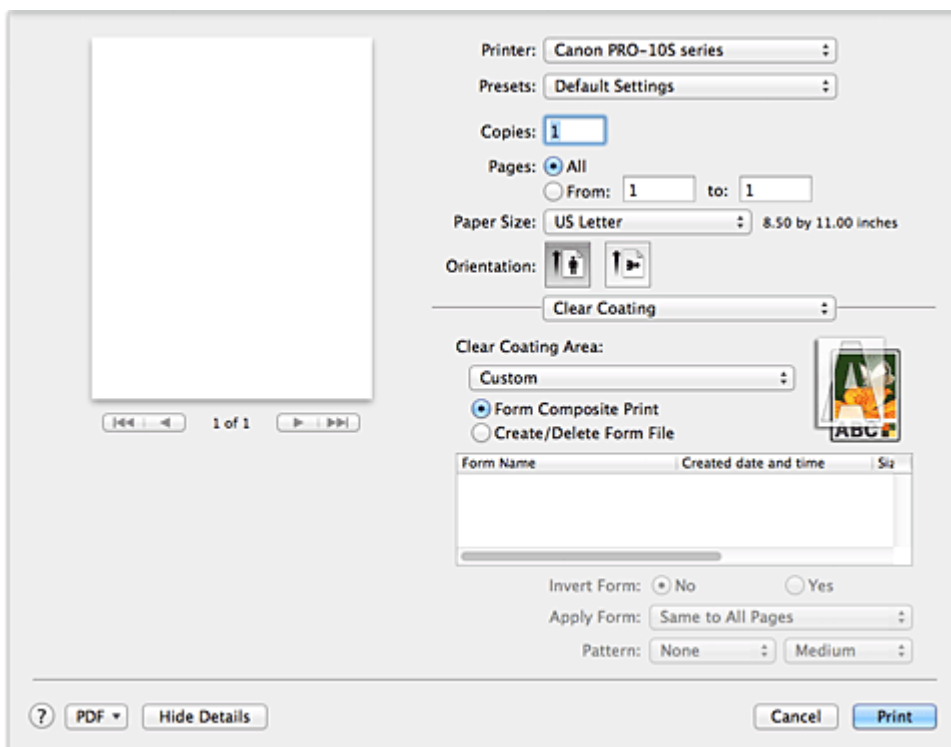 Printer: Canon PRO-10S series
Presets: Default Settings
Copies: 1
Pages: All
From: 1 to: 1
Paper Size: US Letter 8.50 by 11.00 inches
Orientation:
Clear Coating
Clear Coating Area:
Custom
Form Composite Print
Create/Delete Form File
A
ABC
1 of 1
Form Name Created date and time Siz
Invert Form: No Yes
Apply Form: Same to All Pages
Pattern: None Medium
? PDF Hide Details Cancel Print